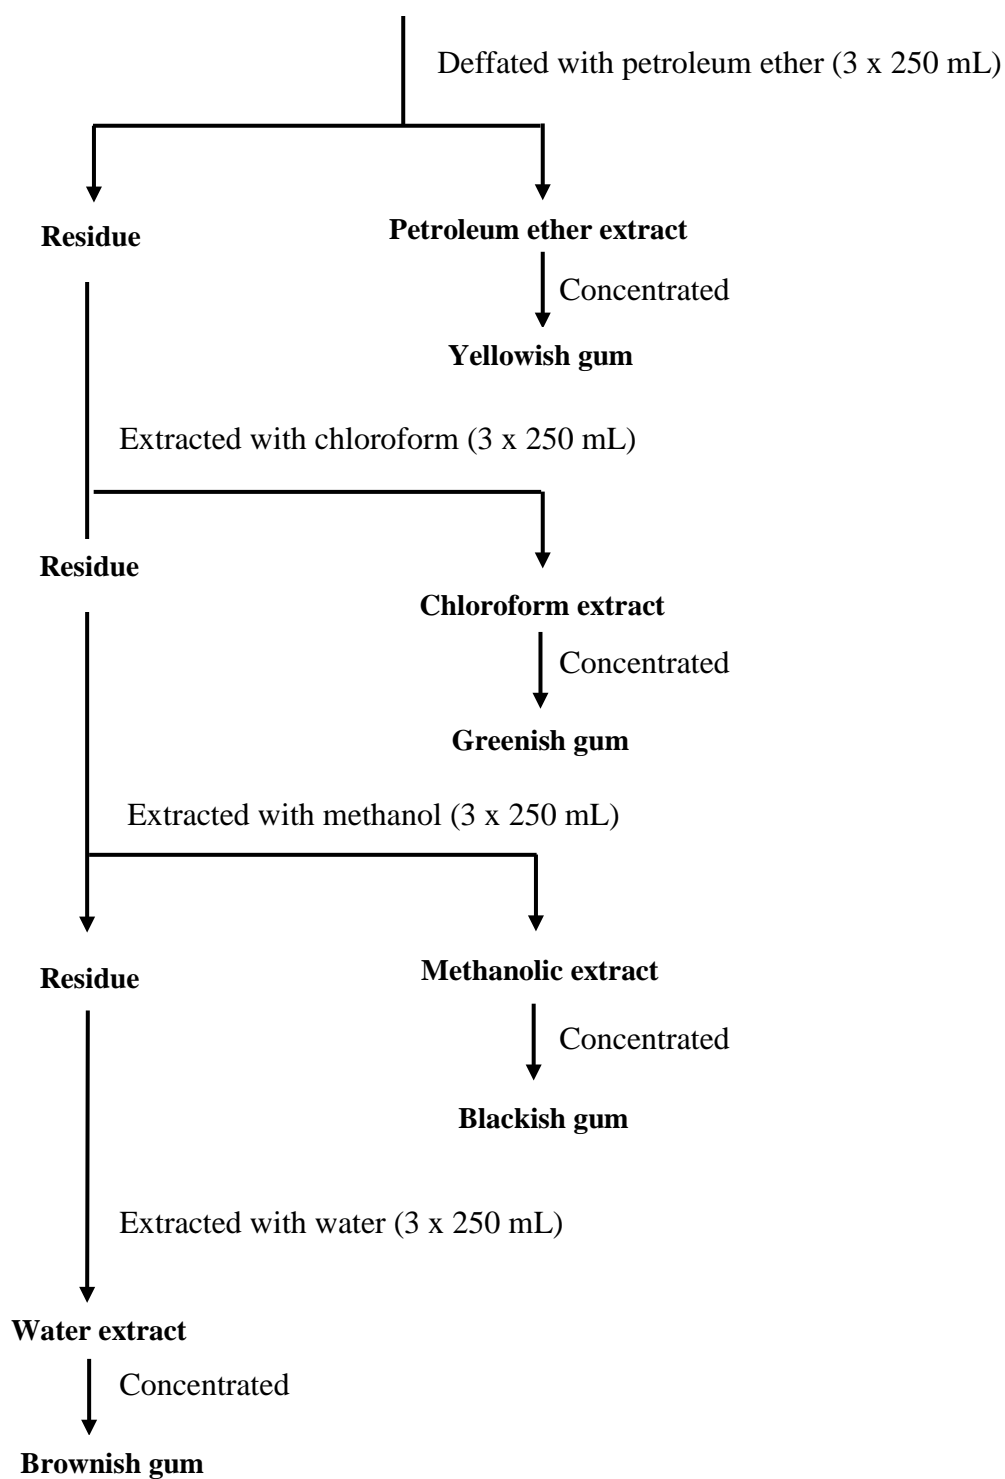 Deffated with petroleum ether (3 x 250 mL)
Residue
Petroleum ether extract
Concentrated
Yellowish gum
Extracted with chloroform (3 x 250 mL)
Residue
Chloroform extract
Concentrated
Greenish gum
Extracted with methanol (3 x 250 mL)
Residue
Methanolic extract
Concentrated
Blackish gum
Extracted with water (3 x 250 mL)
Water extract
Concentrated
Brownish gum